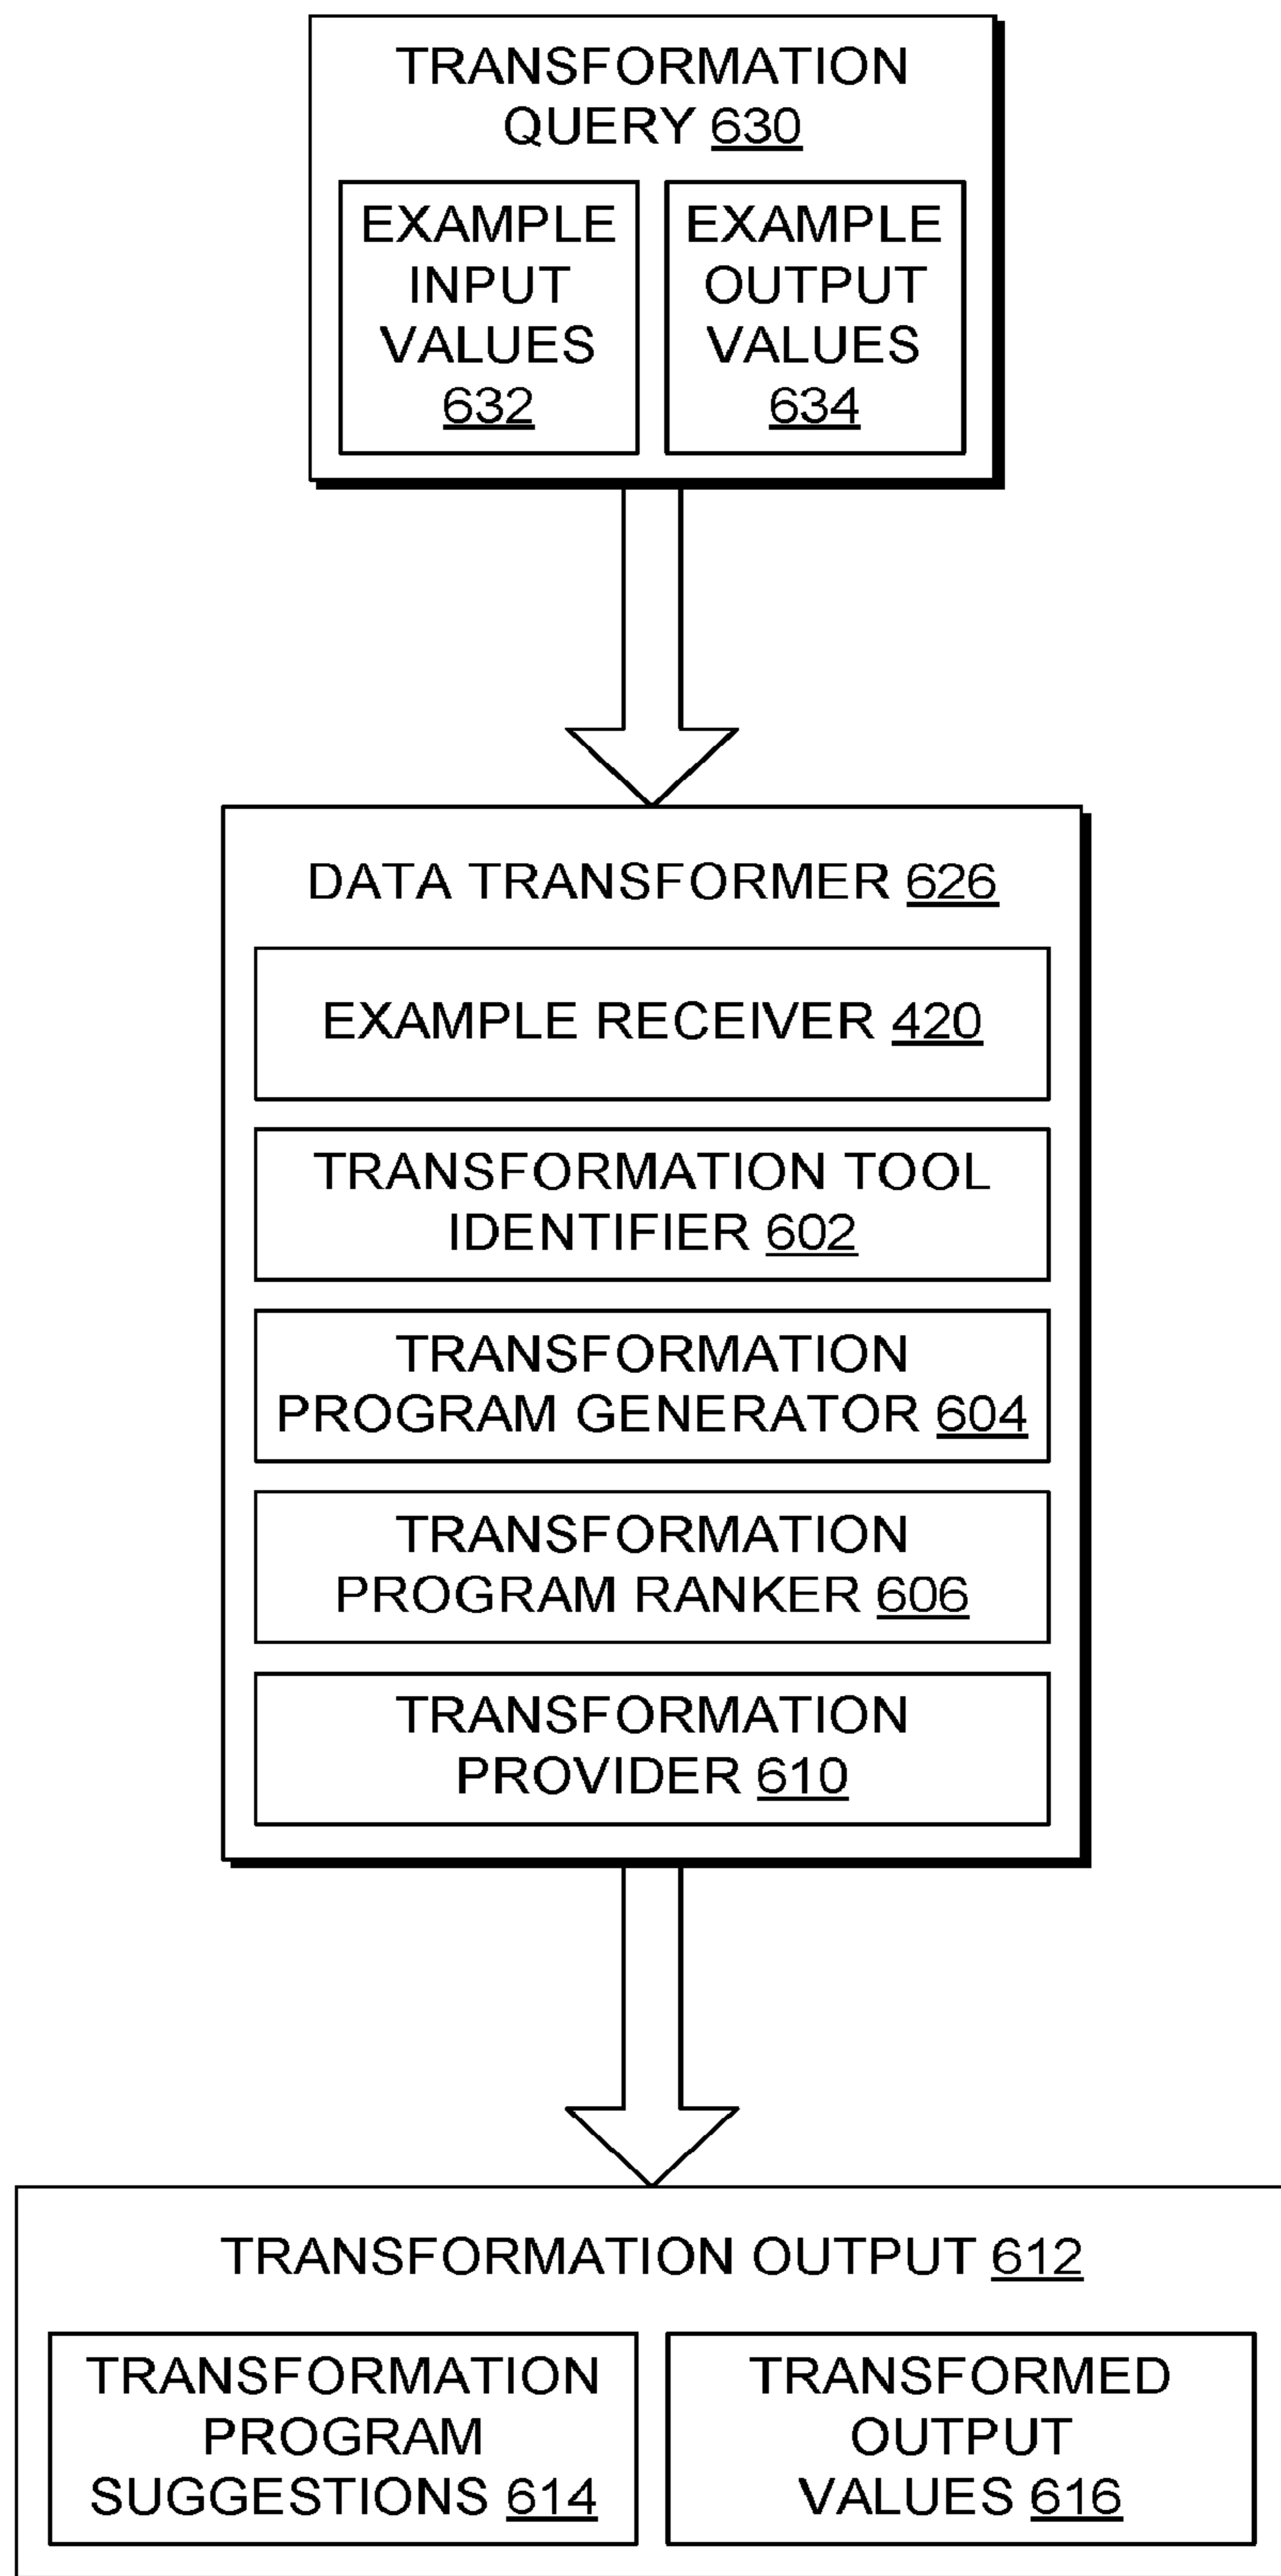 TRANSFORMATION
QUERY 630
EXAMPLE
INPUT
VALUES
632
EXAMPLE
OUTPUT
VALUES
634
DATA TRANSFORMER 626
EXAMPLE RECEIVER 420
TRANSFORMATION TOOL
IDENTIFIER 602
TRANSFORMATION
PROGRAM GENERATOR 604
TRANSFORMATION
PROGRAM RANKER 606
TRANSFORMATION
PROVIDER 610
TRANSFORMATION OUTPUT 612
TRANSFORMATION
PROGRAM
SUGGESTIONS 614
TRANSFORMED
OUTPUT
VALUES 616